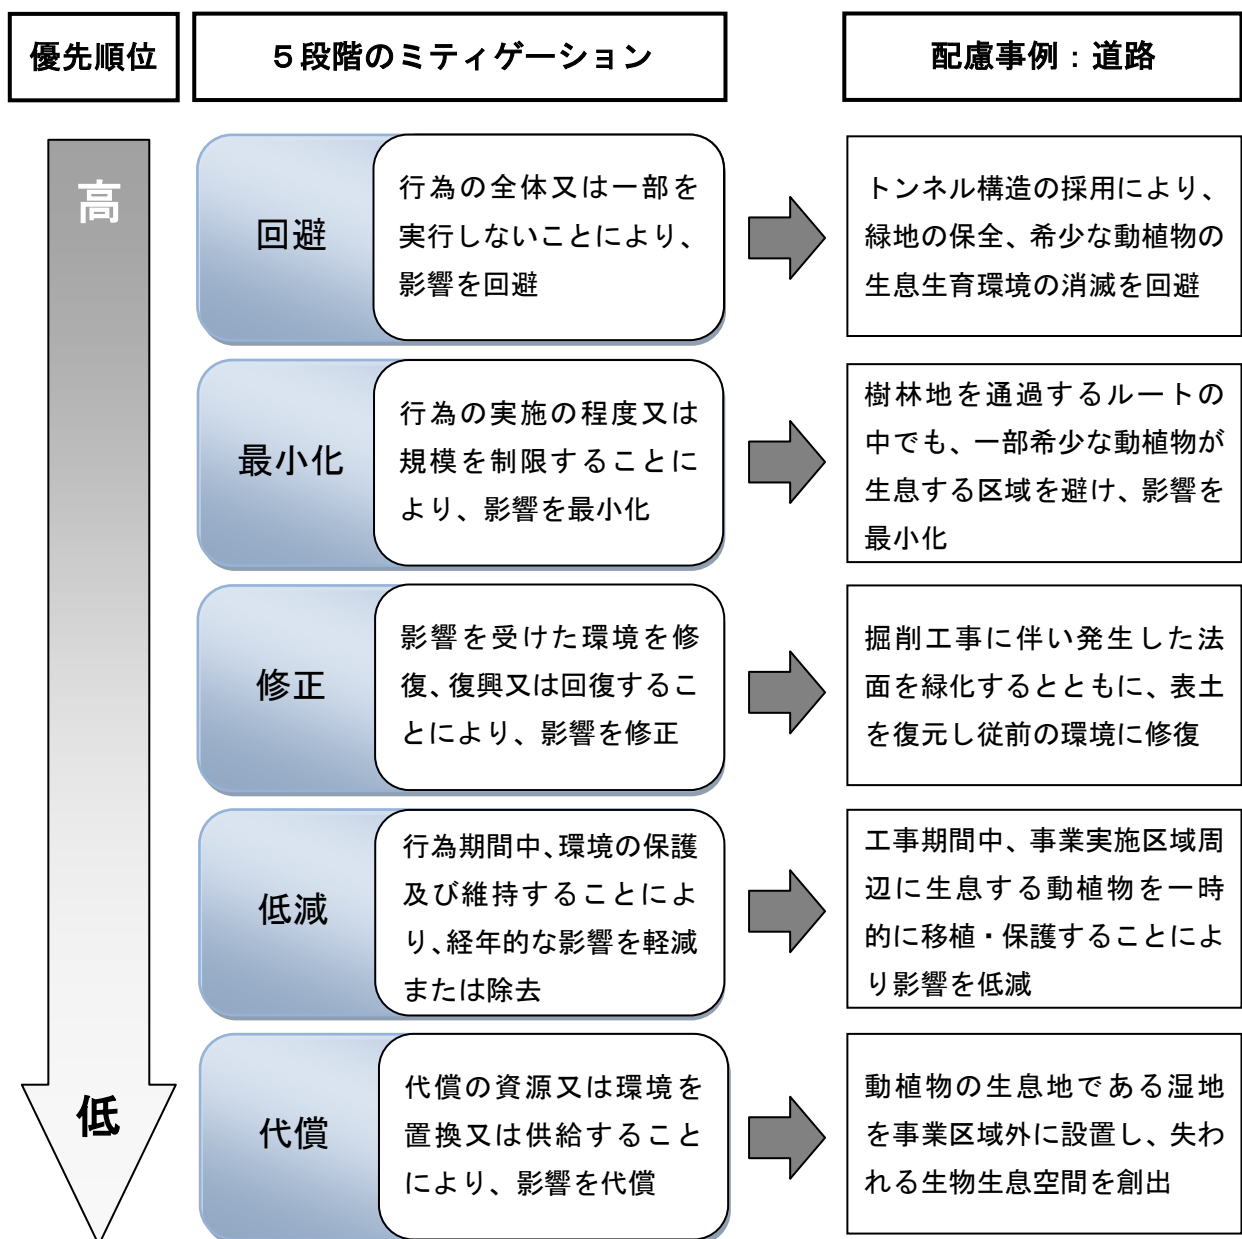 優先順位
５段階のミティゲーション
配慮事例：道路
高
回避
行為の全体又は一部を
実行しないことにより、
影響を回避
トンネル構造の採用により、
緑地の保全、希少な動植物の
生息生育環境の消滅を回避
最小化
行為の実施の程度又は
規模を制限することに
より、影響を最小化
樹林地を通過するルートの
中でも、一部希少な動植物が
生息する区域を避け、影響を
最小化
修正
影響を受けた環境を修
復、復興又は回復するこ
とにより、影響を修正
掘削工事に伴い発生した法
面を緑化するとともに、表土
を復元し従前の環境に修復
低減
行為期間中、環境の保護
及び維持することによ
り、経年的な影響を軽減
または除去
工事期間中、事業実施区域周
辺に生息する動植物を一時
的に移植・保護することによ
り影響を低減
低
代償
代償の資源又は環境を
置換又は供給すること
により、影響を代償
動植物の生息地である湿地
を事業区域外に設置し、失わ
れる生物生息空間を創出